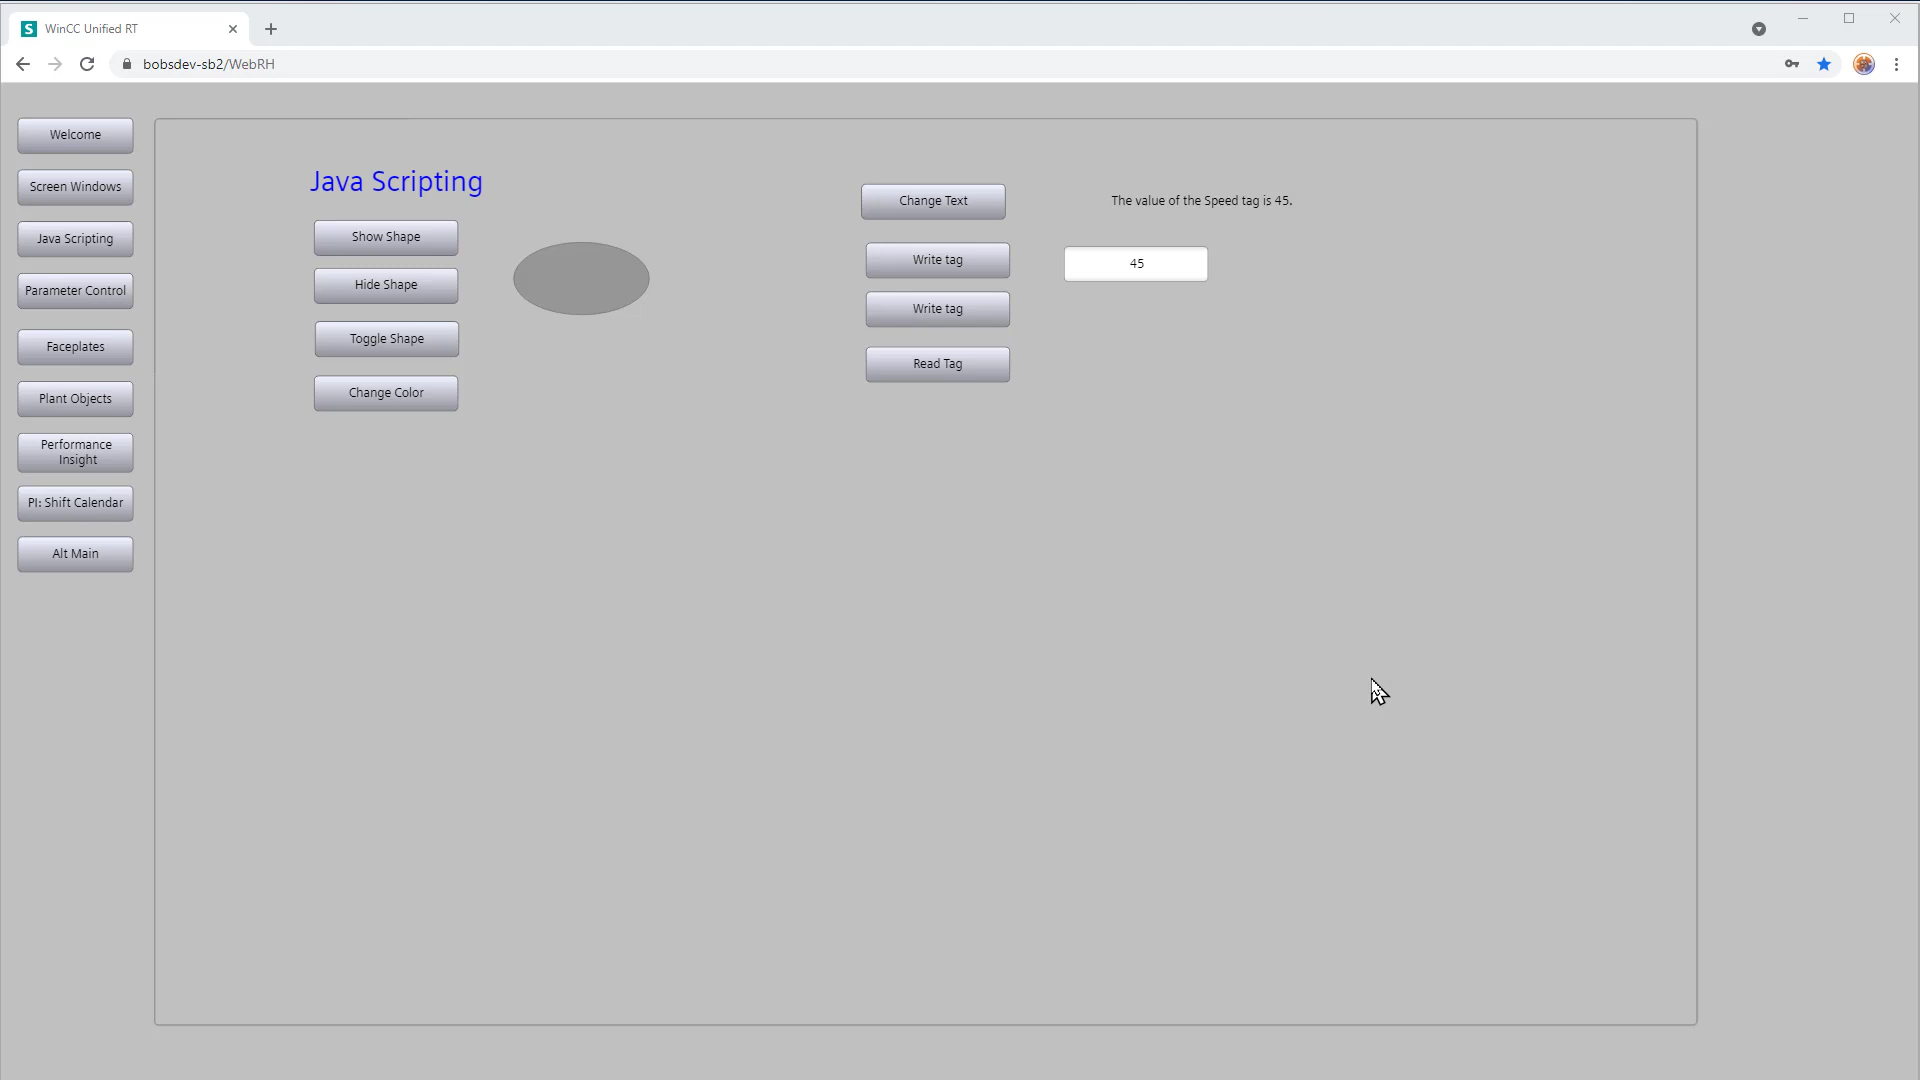 WinCC Unified RT
bobsdev-sb2/WebRH
Welcome
Screen Windows
Java Scripting
Parameter Control
Faceplates
Plant Objects
Performance
Insight
PI: Shift Calendar
Alt Main
Java Scripting
Show Shape
Hide Shape
Toggle Shape
Change Color
Change Text
The value of the Speed tag is 45.
Write tag
45
Write tag
Read Tag